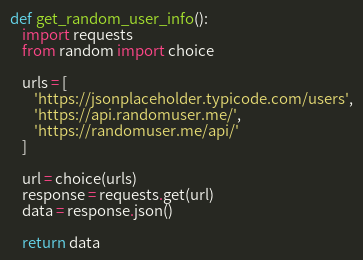 def get_random_user_info():
    import requests
    from random import choice

    urls = [
        'https://jsonplaceholder.typicode.com/users',
        'https://api.randomuser.me/',
        'https://randomuser.me/api/'
    ]

    url = choice(urls)
    response = requests.get(url)
    data = response.json()

    return data